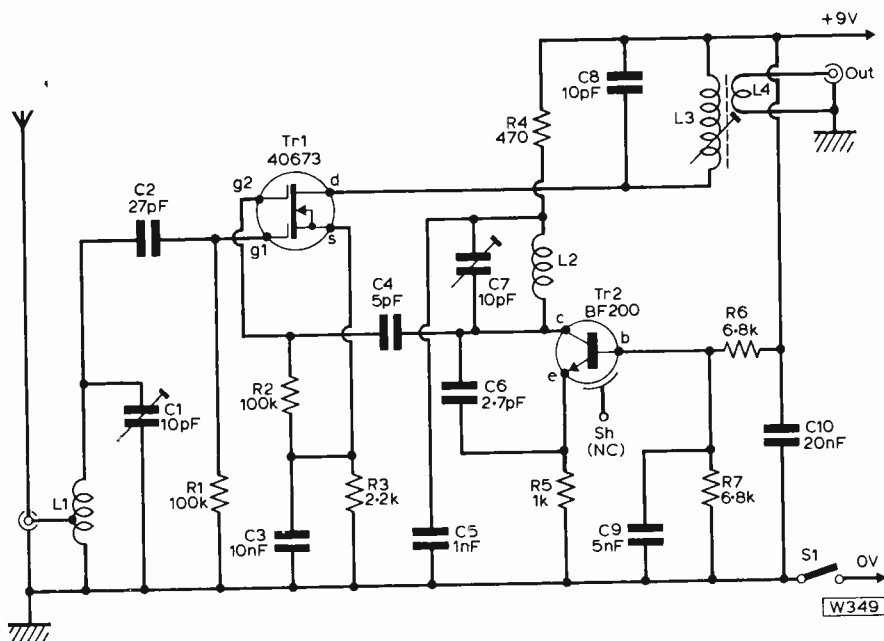 +9V
C8
10pF
L3
L4
Out
R4
470
Tr1
40673
g2
d
g1
s
C2
27pF
C4
5pF
C7
10pF
L2
Tr2
BF200
c
b
e
R6
6·8k
C1
10pF
R2
100k
C6
2·7pF
Sh
(NC)
C10
20nF
L1
R1
100k
C3
10nF
R3
2·2k
C5
1nF
R5
1k
C9
5nF
R7
6·8k
S1
0V
W349